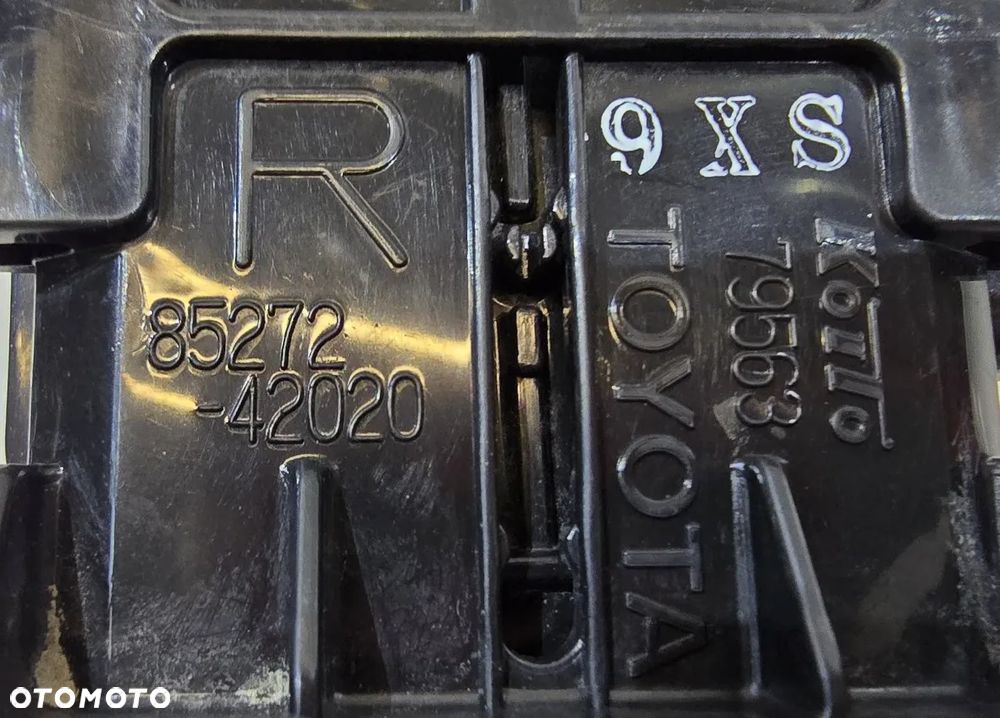 R
85272
-42020
9XS
TOYOTA
79563
KOITO
OTOMOTO